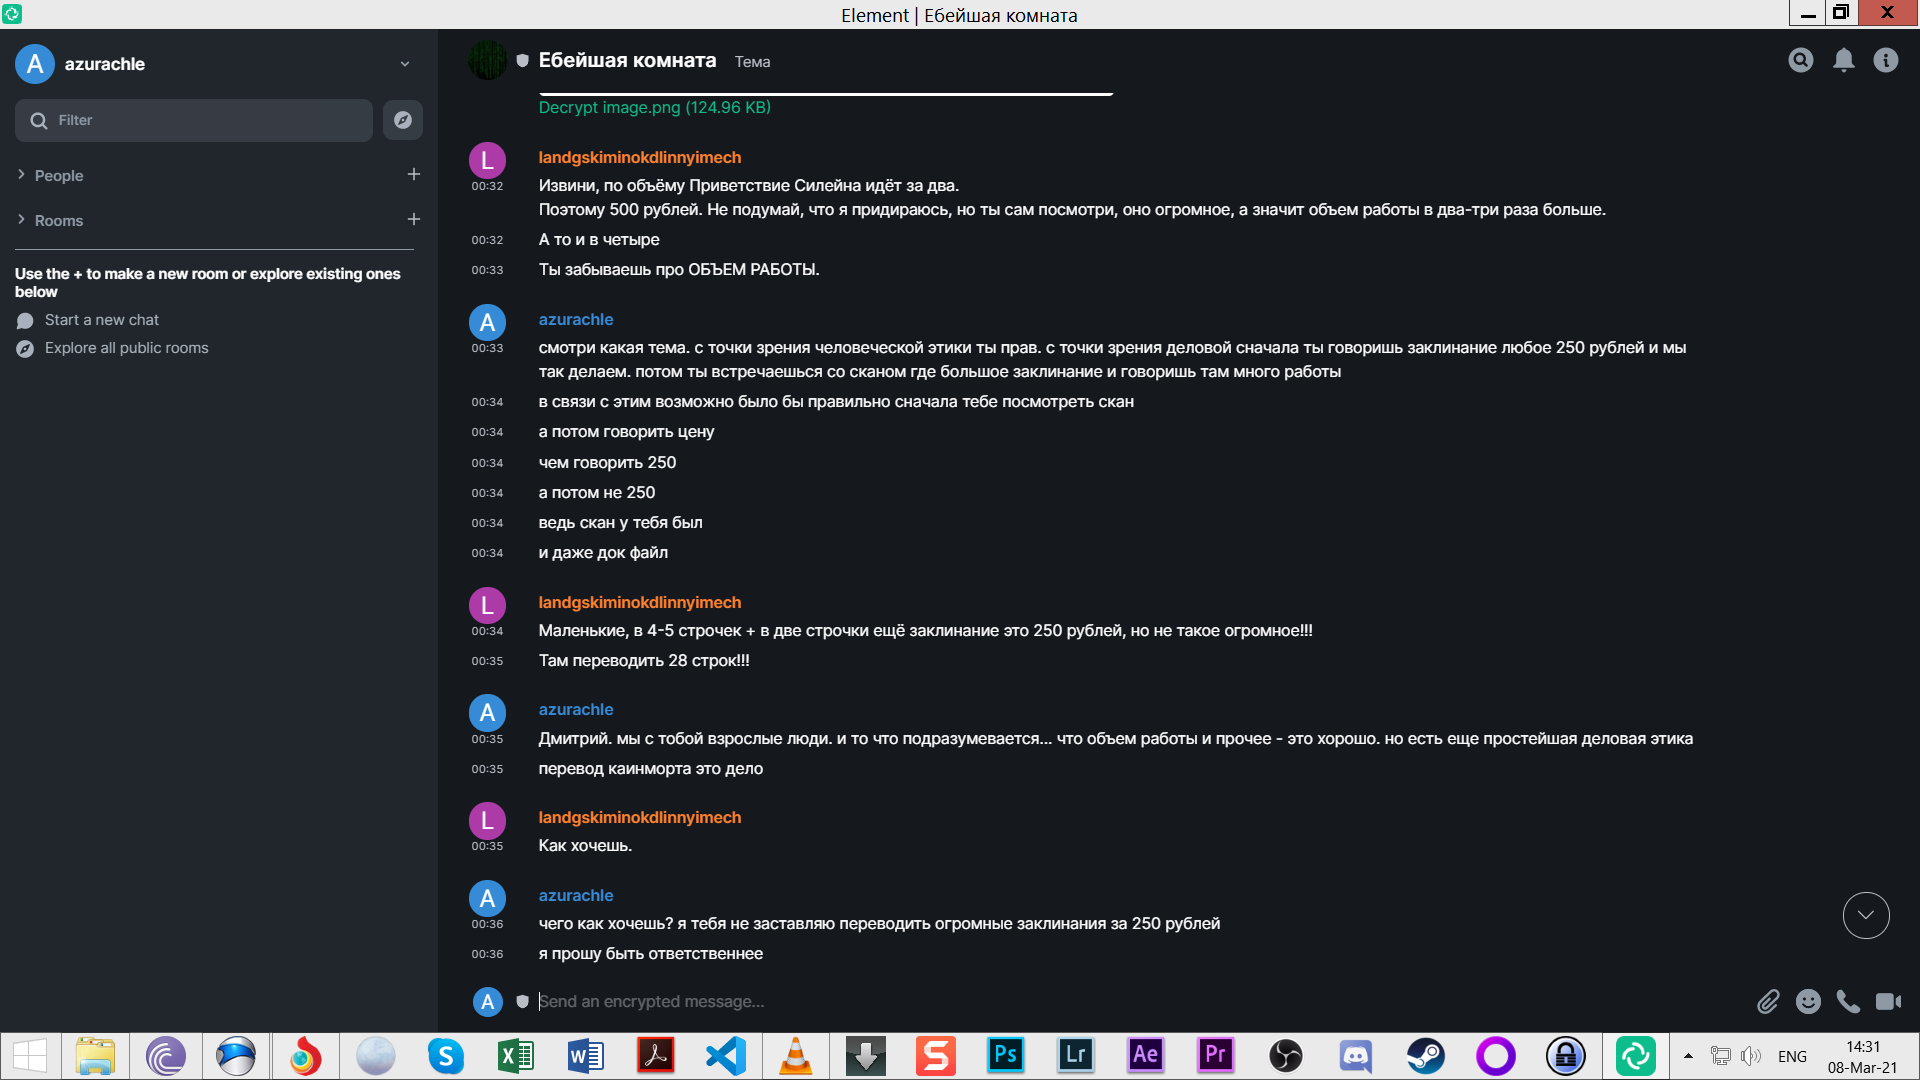 Element | Ебейшая комната
A
azurachle
Filter
People
Rooms
Use the + to make a new room or explore existing ones
below
Start a new chat
Explore all public rooms
Ебейшая комната
Тема
Decrypt image.png (124.96 KB)
L
landgskiminokdlinnyimech
00:32
Извини, по объёму Приветствие Силейна идёт за два.
Поэтому 500 рублей. Не подумай, что я придираюсь, но ты сам посмотри, оно огромное, а значит объем работы в два-три раза больше.
00:32
А то и в четыре
00:33
Ты забываешь про ОБЪЕМ РАБОТЫ.
A
azurachle
00:33
смотри какая тема. с точки зрения человеческой этики ты прав. с точки зрения деловой сначала ты говоришь заклинание любое 250 рублей и мы
так делаем. потом ты встречаешься со сканом где большое заклинание и говоришь там много работы
00:34
в связи с этим возможно было бы правильно сначала тебе посмотреть скан
00:34
а потом говорить цену
00:34
чем говорить 250
00:34
а потом не 250
00:34
ведь скан у тебя был
00:34
и даже док файл
L
landgskiminokdlinnyimech
00:34
Маленькие, в 4-5 строчек + в две строчки ещё заклинание это 250 рублей, но не такое огромное!!!
00:35
Там переводить 28 строк!!!
A
azurachle
00:35
Дмитрий. мы с тобой взрослые люди. и то что подразумевается... что объем работы и прочее - это хорошо. но есть еще простейшая деловая этика
00:35
перевод каинморта это дело
L
landgskiminokdlinnyimech
00:35
Как хочешь.
A
azurachle
00:36
чего как хочешь? я тебя не заставляю переводить огромные заклинания за 250 рублей
00:36
я прошу быть ответственнее
A
Send an encrypted message...
S
X
W
S
Ps
Lr
Ae
Pr
ENG
14:31
08-Mar-21